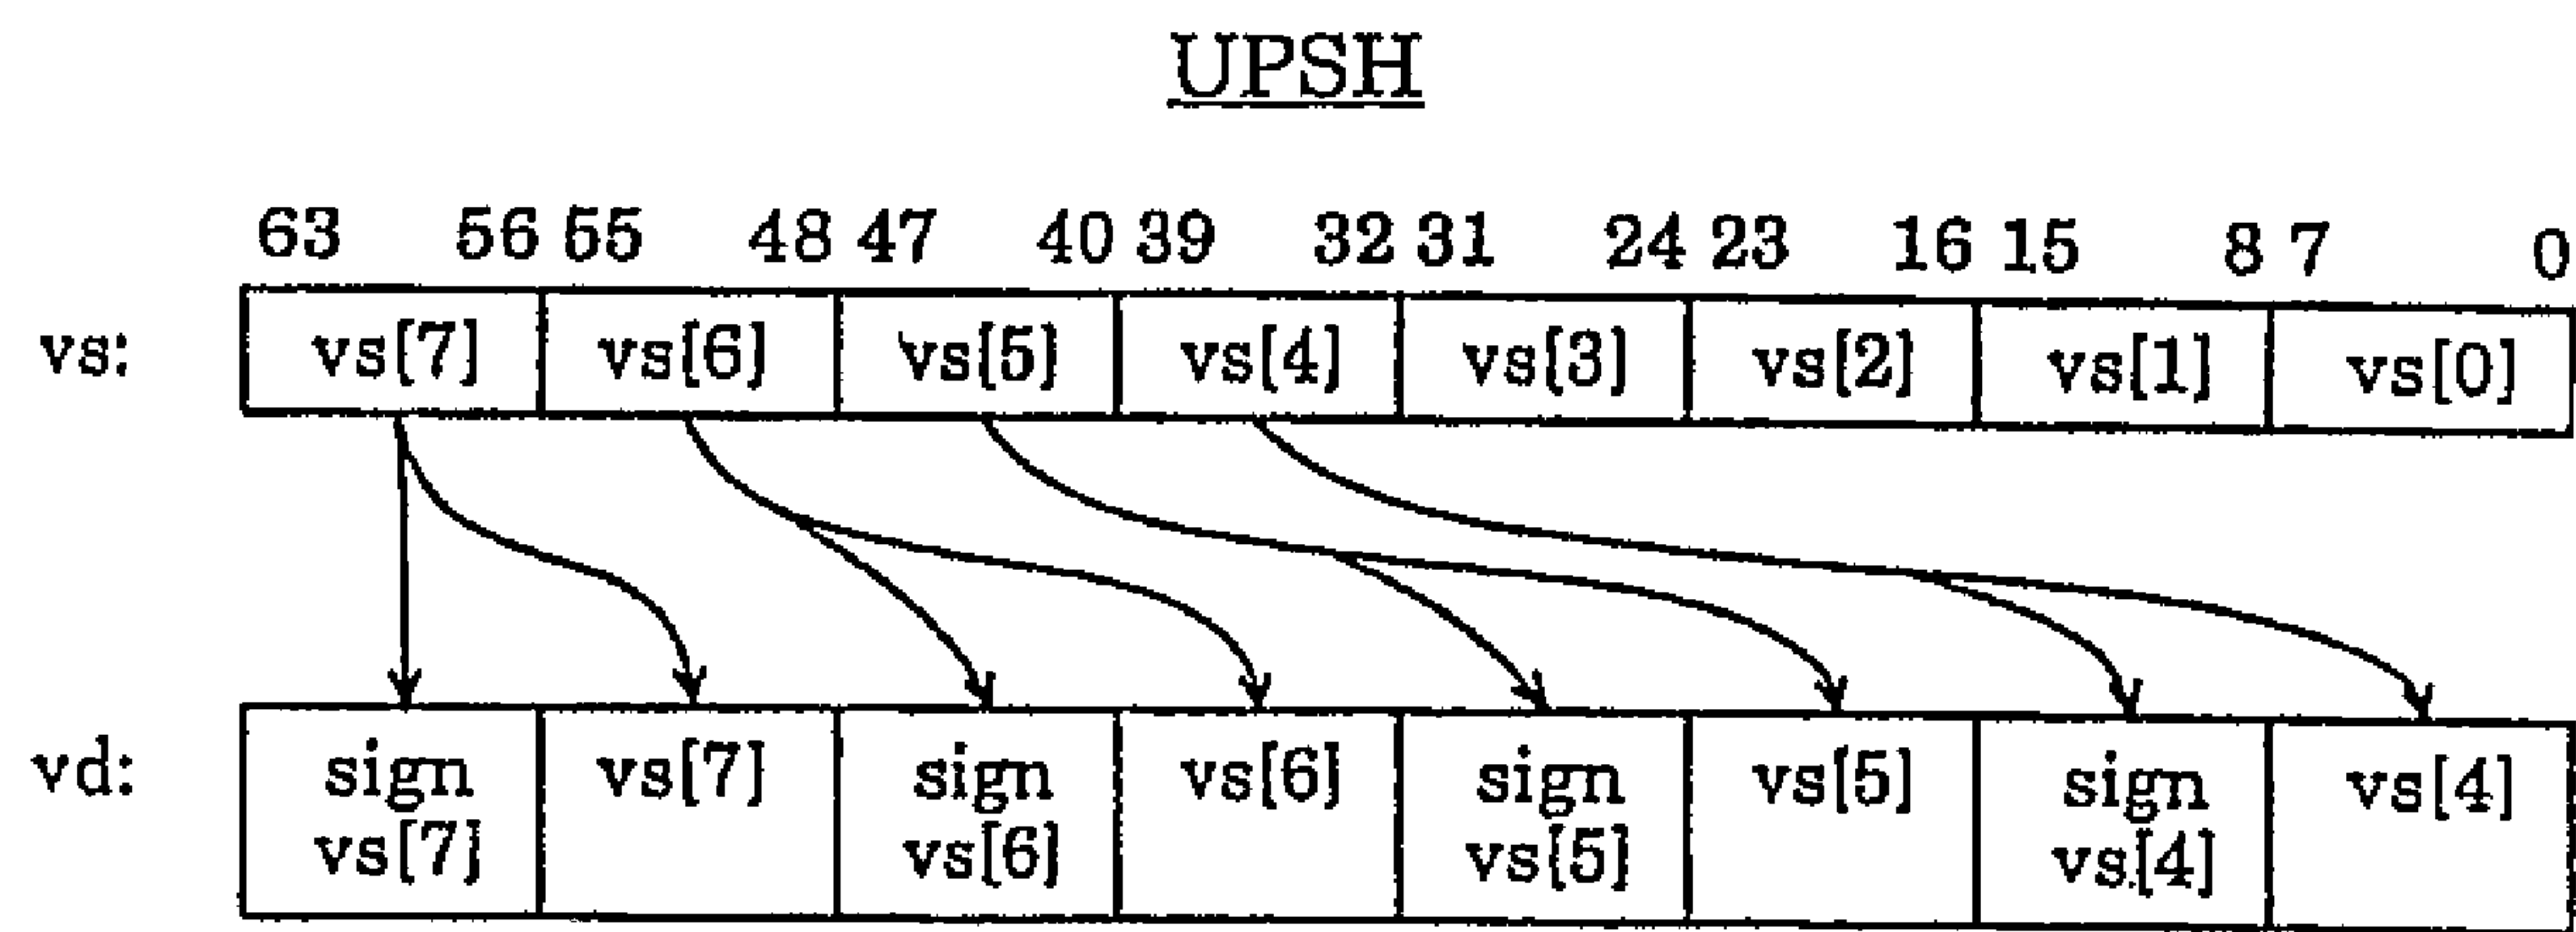 UPSH
63 56 55 48 47 40 39 32 31 24 23 16 15 8 7 0
vs: vs[7] vs[6] vs[5] vs[4] vs[3] vs[2] vs[1] vs[0]
vd: sign vs[7] sign vs[6] sign vs[5] sign vs[4]
vs[7] vs[6] vs[5] vs[4]